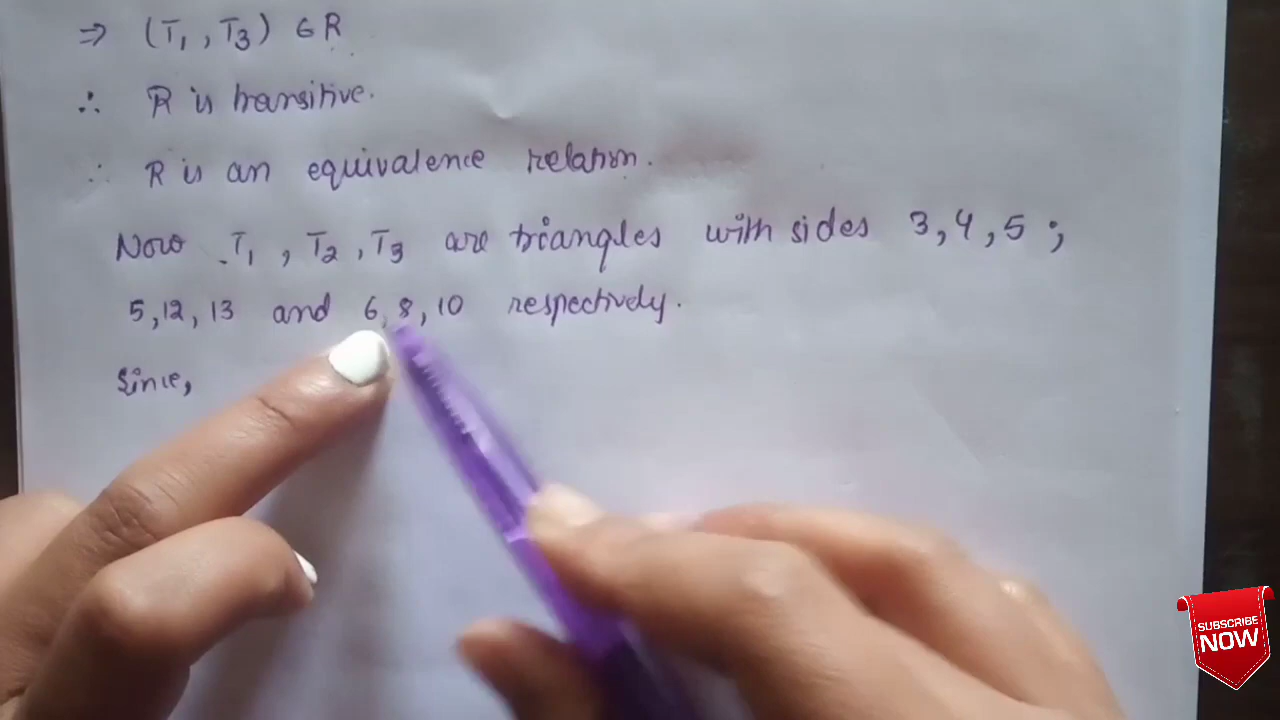 ⇒ (T₁, T₃) ∈ R
∴ R is transitive.
∴ R is an equivalence relation.
Now T₁, T₂, T₃ are triangles with sides 3, 4, 5 ;
5, 12, 13 and 6, 8, 10 respectively.
Since,
SUBSCRIBE
NOW